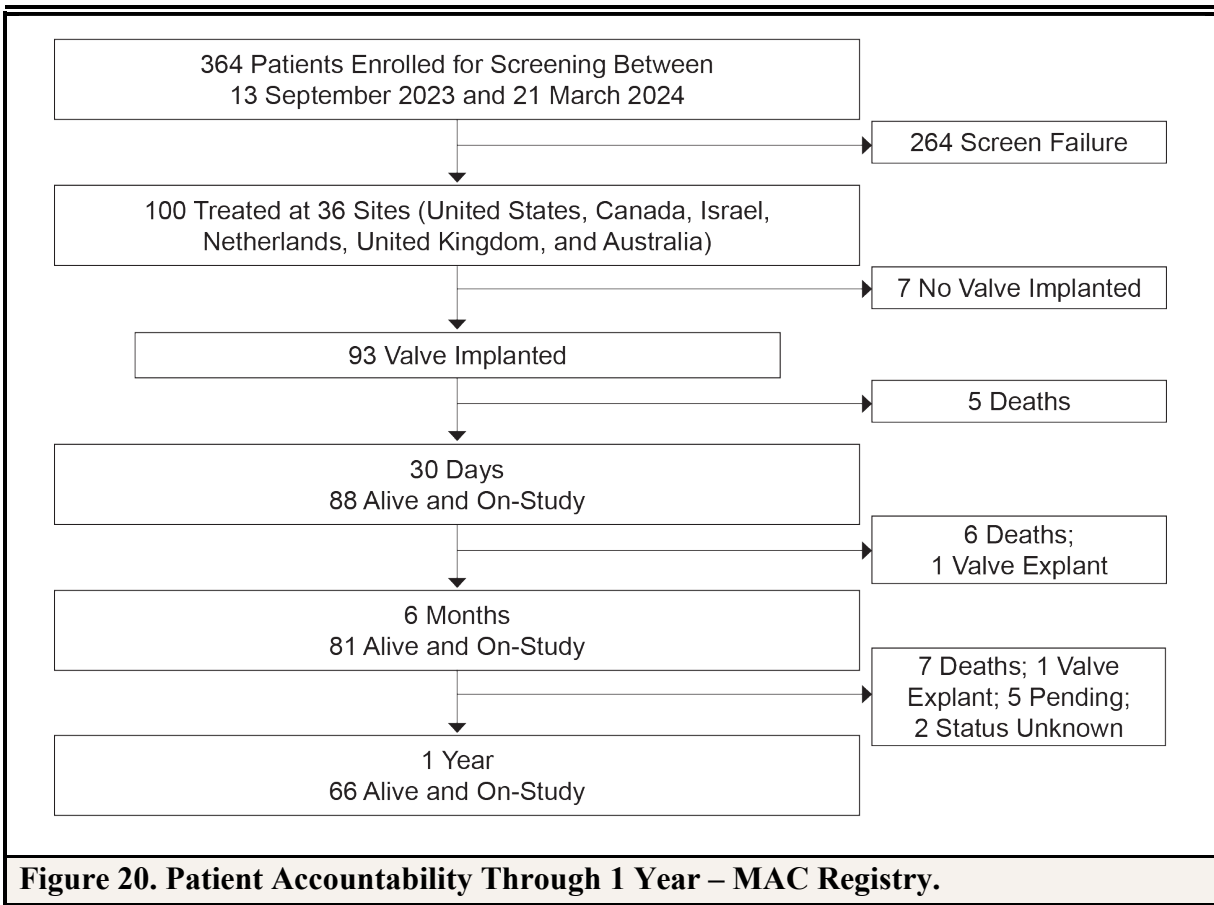 364 Patients Enrolled for Screening Between
13 September 2023 and 21 March 2024
264 Screen Failure
100 Treated at 36 Sites (United States, Canada, Israel,
Netherlands, United Kingdom, and Australia)
7 No Valve Implanted
93 Valve Implanted
5 Deaths
30 Days
88 Alive and On-Study
6 Deaths;
1 Valve Explant
6 Months
81 Alive and On-Study
7 Deaths; 1 Valve
Explant; 5 Pending;
2 Status Unknown
1 Year
66 Alive and On-Study
Figure 20. Patient Accountability Through 1 Year – MAC Registry.